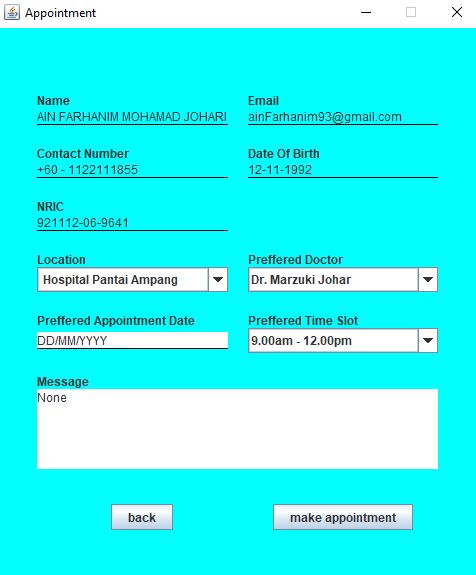 Appointment
Name
Email
AIN FARHANIM MOHAMAD JOHARI
ainFarhanim93@gmail.com
Contact Number
Date Of Birth
+60 - 1122111855
12-11-1992
NRIC
921112-06-9641
Location
Preffered Doctor
Hospital Pantai Ampang
Dr. Marzuki Johar
Preffered Appointment Date
Preffered Time Slot
DD/MM/YYYY
9.00am - 12.00pm
Message
None
back
make appointment